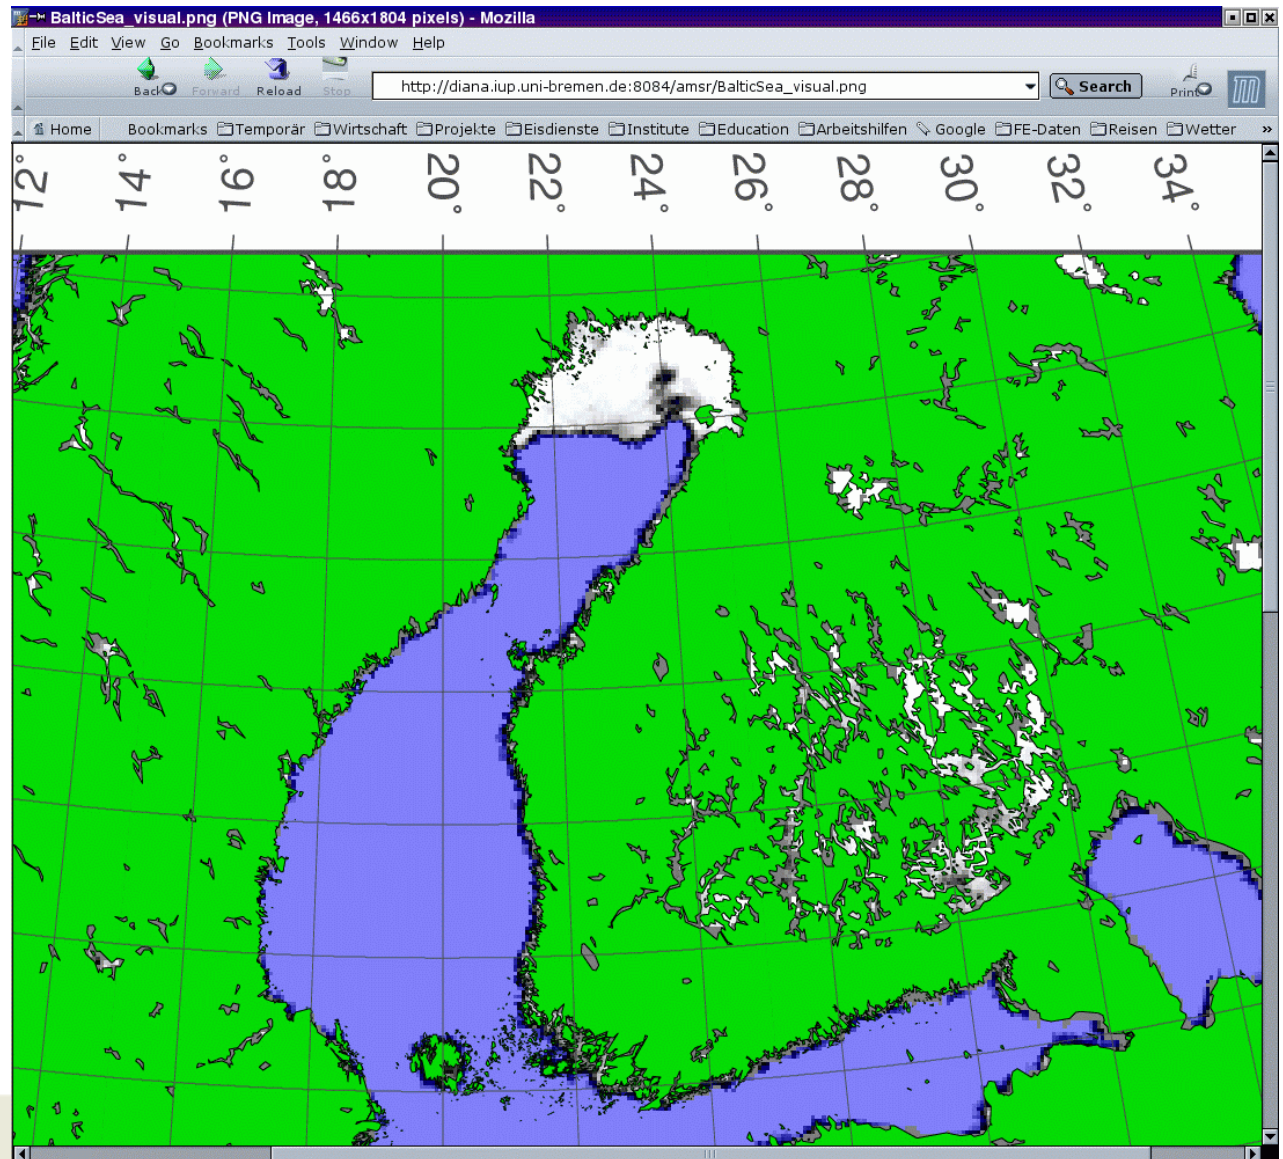 BalticSea_visual.png (PNG Image, 1466x1804 pixels) - Mozilla
File Edit View Go Bookmarks Tools Window Help
Back Forward Reload Stop
http://diana.iup.uni-bremen.de:8084/amsr/BalticSea_visual.png
Search
Print
Home Bookmarks Temporär Wirtschaft Projekte Eisdienste Institute Education Arbeitshilfen Google FE-Daten Reisen Wetter »
12° 14° 16° 18° 20° 22° 24° 26° 28° 30° 32° 34°